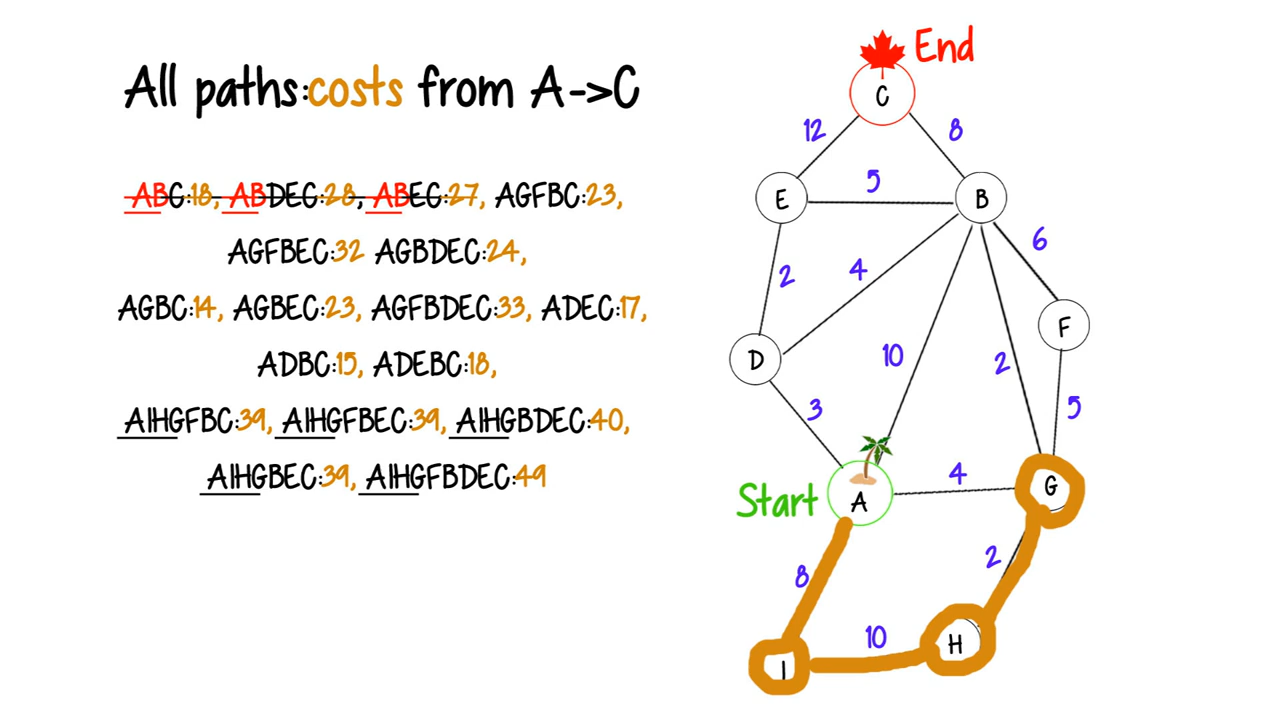 All paths:costs from A->C
ABC:18, ABDEC:28, ABEC:27, AGFBC:23,
AGFBEC:32 AGBDEC:24,
AGBC:14, AGBEC:23, AGFBDEC:33, ADEC:17,
ADBC:15, ADEBC:18,
AIHGFBC:39, AIHGFBEC:39, AIHGBDEC:40,
AIHGBEC:39, AIHGFBDEC:49
End
C
12
8
E
5
B
6
2
4
F
D
10
2
3
5
Start
A
4
G
8
2
10
H
I